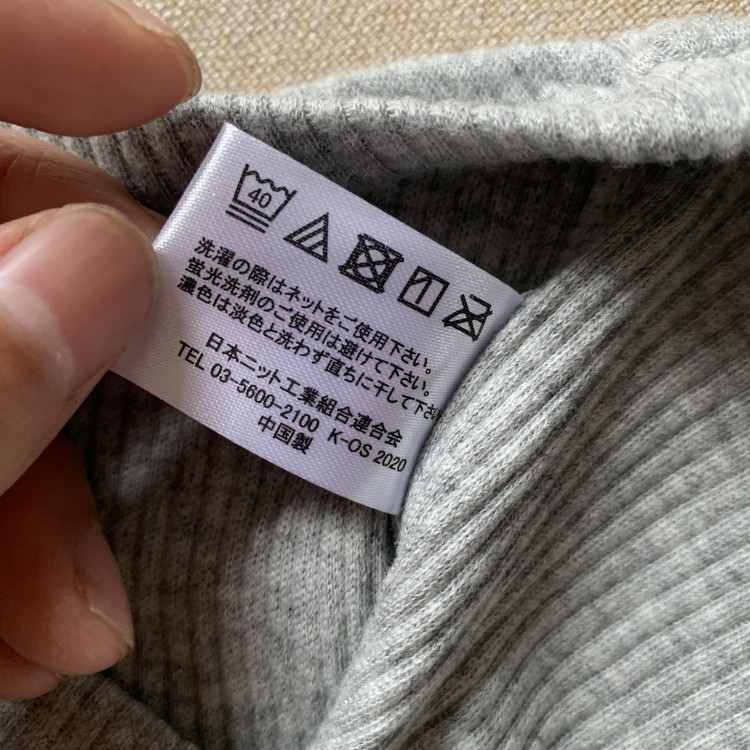 40
洗濯の際はネットをご使用下さい。
蛍光洗剤のご使用は避けて下さい。
濃色は淡色と洗わず直ちに干して下さい
日本ニット工業組合連合会
TEL 03-5600-2100 K-OS 2020
中国製